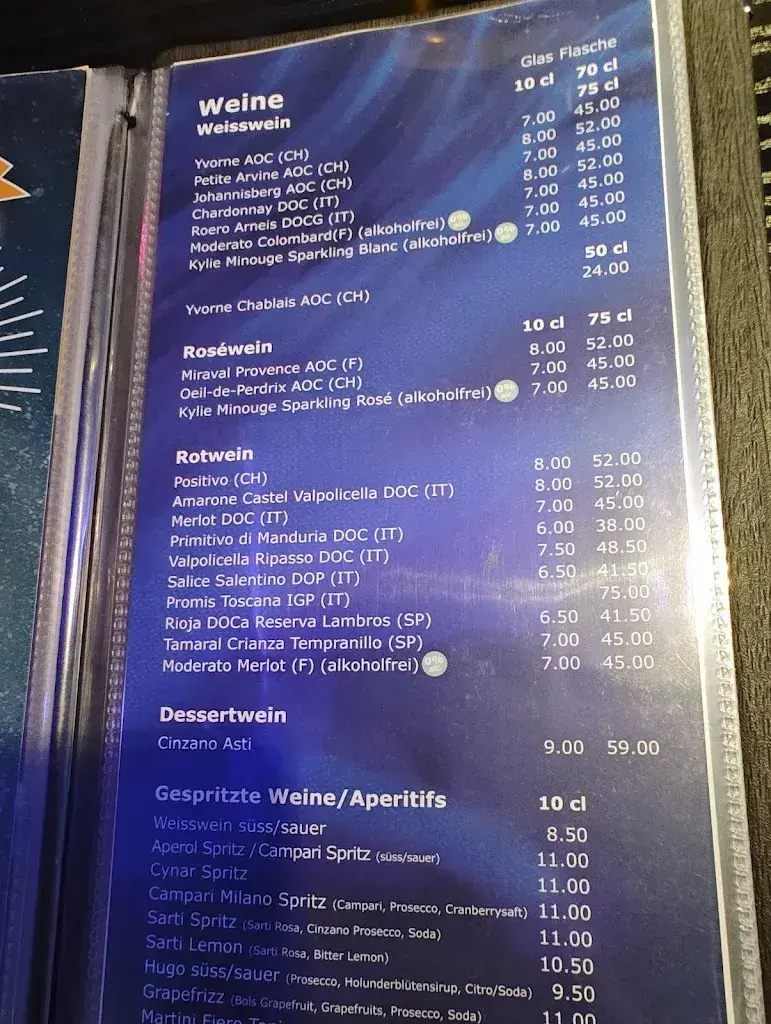 Glas Flasche
Weine 10 cl 70 cl
Weisswein 75 cl
Yvorne AOC (CH) 7.00 45.00
Petite Arvine AOC (CH) 8.00 52.00
Johannisberg AOC (CH) 7.00 45.00
Chardonnay DOC (IT) 8.00 52.00
Roero Arneis DOCG (IT) 7.00 45.00
Moderato Colombard(F) (alkoholfrei) 0% alc. 7.00 45.00
Kylie Minouge Sparkling Blanc (alkoholfrei) 0% alc. 7.00 45.00
50 cl
Yvorne Chablais AOC (CH) 24.00
Roséwein 10 cl 75 cl
Miraval Provence AOC (F) 8.00 52.00
Oeil-de-Perdrix AOC (CH) 7.00 45.00
Kylie Minouge Sparkling Rosé (alkoholfrei) 0% alc. 7.00 45.00
Rotwein
Positivo (CH) 8.00 52.00
Amarone Castel Valpolicella DOC (IT) 8.00 52.00
Merlot DOC (IT) 7.00 45.00
Primitivo di Manduria DOC (IT) 6.00 38.00
Valpolicella Ripasso DOC (IT) 7.50 48.50
Salice Salentino DOP (IT) 6.50 41.50
Promis Toscana IGP (IT) 75.00
Rioja DOCa Reserva Lambros (SP) 6.50 41.50
Tamaral Crianza Tempranillo (SP) 7.00 45.00
Moderato Merlot (F) (alkoholfrei) 0% alc. 7.00 45.00
Dessertwein
Cinzano Asti 9.00 59.00
Gespritzte Weine/Aperitifs 10 cl
Weisswein süss/sauer 8.50
Aperol Spritz /Campari Spritz (süss/sauer) 11.00
Cynar Spritz 11.00
Campari Milano Spritz (Campari, Prosecco, Cranberrysaft) 11.00
Sarti Spritz (Sarti Rosa, Cinzano Prosecco, Soda) 11.00
Sarti Lemon (Sarti Rosa, Bitter Lemon) 10.50
Hugo süss/sauer (Prosecco, Holunderblütensirup, Citro/Soda) 9.50
Grapefrizz (Bols Grapefruit, Grapefruits, Prosecco, Soda) 11.00
Martini Fiero